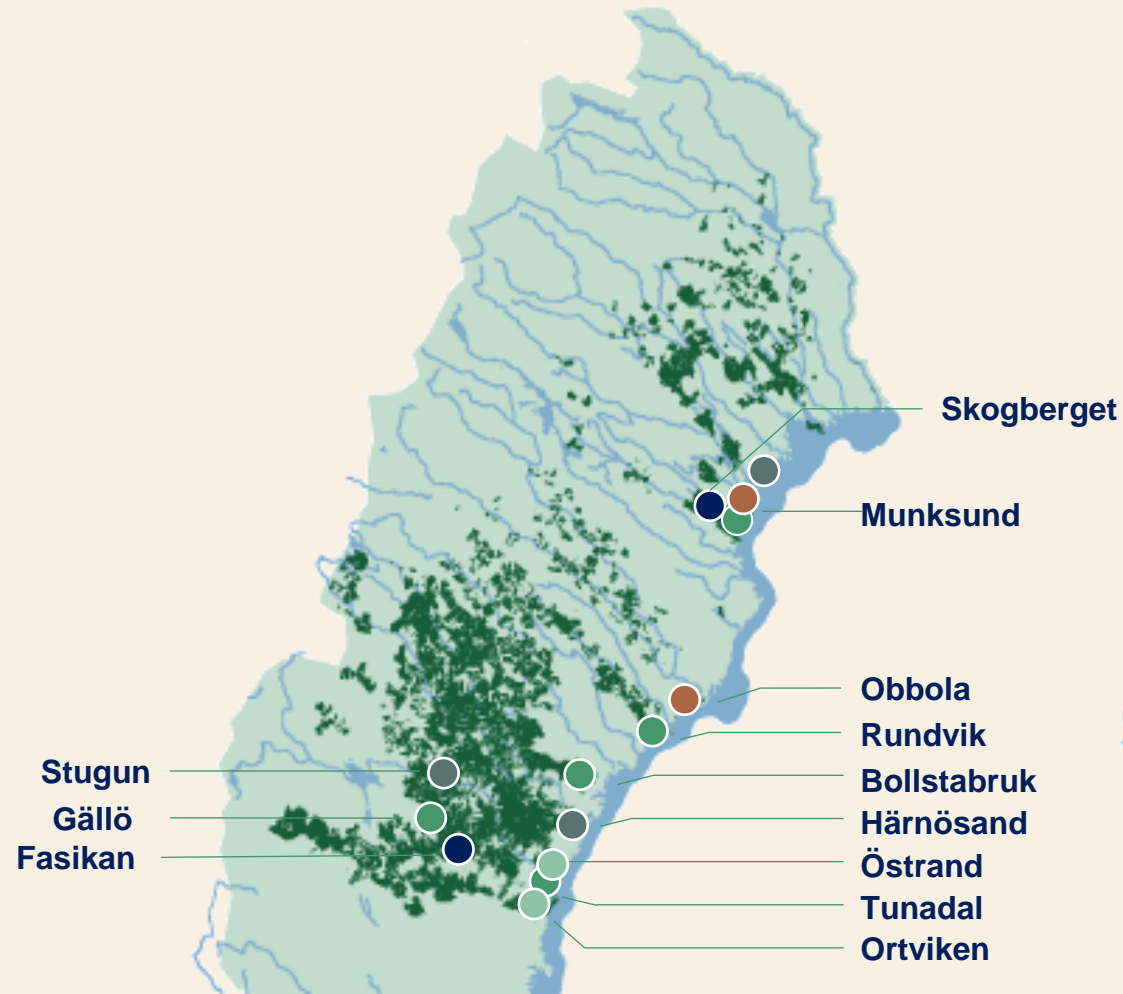 Skogberget
Munksund
Obbola
Rundvik
Bollstabruk
Härnösand
Östrand
Tunadal
Ortviken
Stugun
Gällö
Fasikan